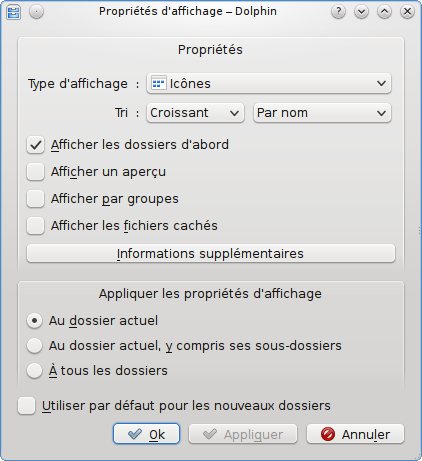 Propriétés d'affichage – Dolphin
Propriétés
Type d'affichage : Icônes
Tri : Croissant Par nom
Afficher les dossiers d'abord
Afficher un aperçu
Afficher par groupes
Afficher les fichiers cachés
Informations supplémentaires
Appliquer les propriétés d'affichage
Au dossier actuel
Au dossier actuel, y compris ses sous-dossiers
À tous les dossiers
Utiliser par défaut pour les nouveaux dossiers
Ok Appliquer Annuler